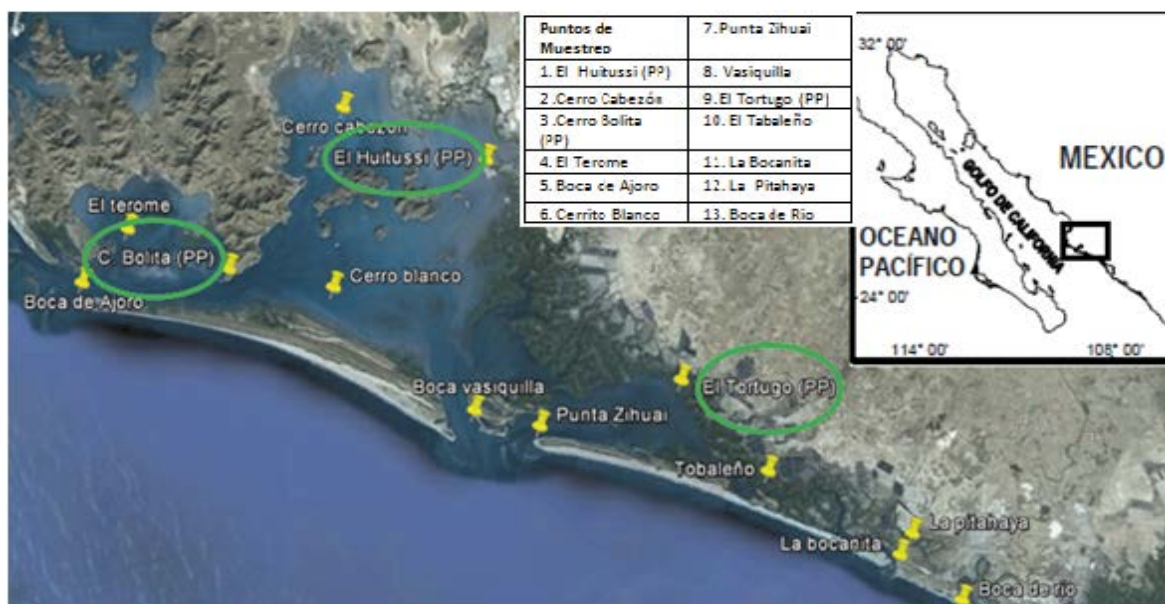 Puntos de
Muestreo
7. Punta Zihuai
1. El Huitussi (PP)
8. Vasiquilla
2. Cerro Cabezón
9. El Tortugo (PP)
3. Cerro Bolita
(PP)
10. El Tabaleño
4. El Terome
11. La Bocanita
5. Boca de Ajoro
12. La Pitahaya
6. Cerrito Blanco
13. Boca de Rio
32° 00'
MEXICO
GOLFO DE CALIFORNIA
OCEANO
PACÍFICO
24° 00'
114° 00'
108° 00'
Cerro cabezon
El Huitussi (PP)
El terome
C. Bolita (PP)
Cerro blanco
Boca de Ajoro
Boca vasiquilla
El Tortugo (PP)
Punta Zihuai
Tobaleño
La pitahaya
La bocanita
Boca de rio